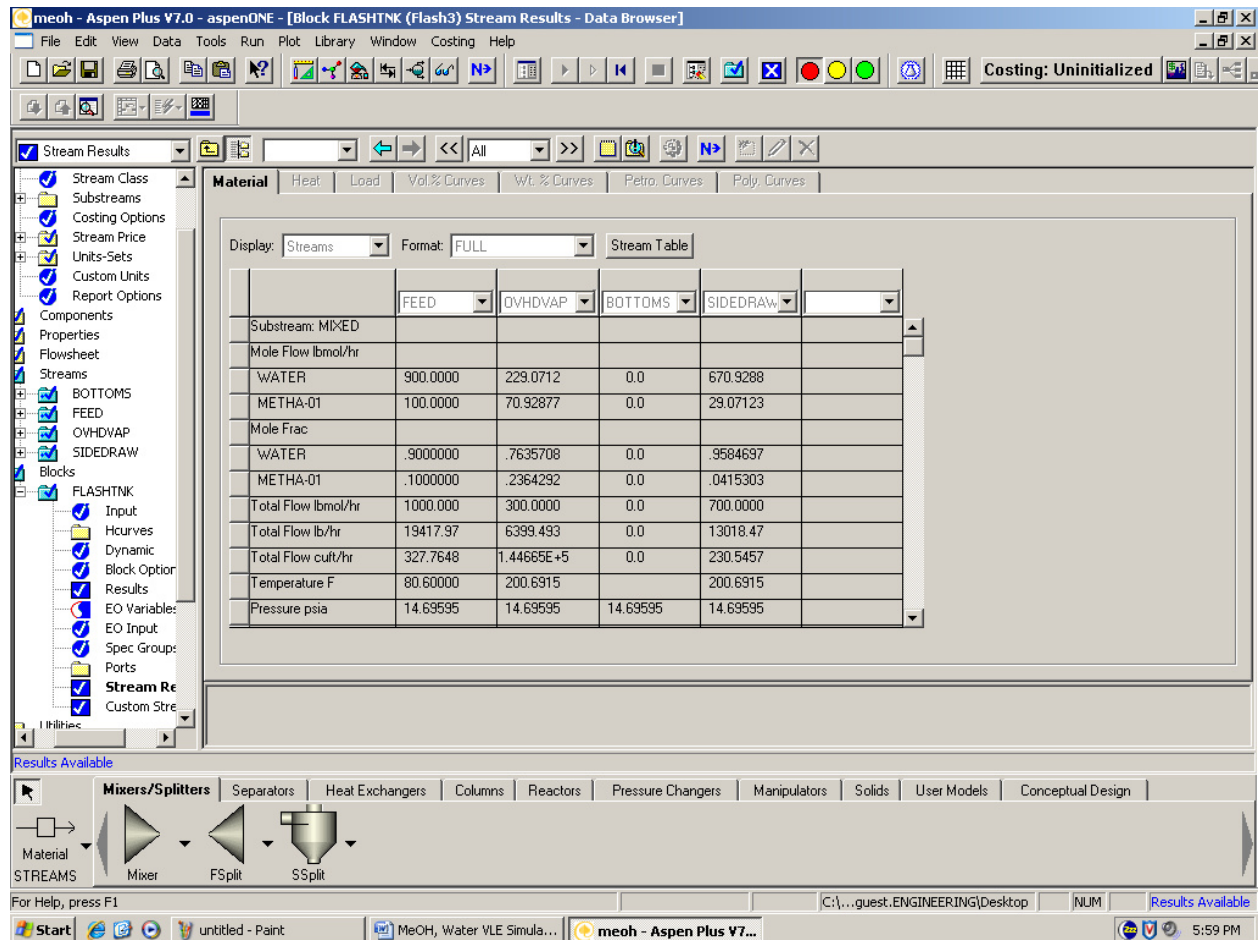 meoh - Aspen Plus V7.0 - aspenONE - [Block FLASHTNK (Flash3) Stream Results - Data Browser]
File Edit View Data Tools Run Plot Library Window Costing Help
N→ Costing: Uninitialized
Stream Results << All >> N→
Stream Class
Substreams
Costing Options
Stream Price
Units-Sets
Custom Units
Report Options
Components
Properties
Flowsheet
Streams
BOTTOMS
FEED
OVHDVAP
SIDEDRAW
Blocks
FLASHTNK
Input
Hcurves
Dynamic
Block Option
Results
EO Variables
EO Input
Spec Groups
Ports
Stream Re
Custom Stre
Utilities
Material Heat Load Vol.% Curves Wt. % Curves Petro. Curves Poly. Curves
Display: Streams Format: FULL Stream Table
FEED OVHDVAP BOTTOMS SIDEDRAW
Substream: MIXED
Mole Flow lbmol/hr
WATER 900.0000 229.0712 0.0 670.9288
METHA-01 100.0000 70.92877 0.0 29.07123
Mole Frac
WATER .9000000 .7635708 0.0 .9584697
METHA-01 .1000000 .2364292 0.0 .0415303
Total Flow lbmol/hr 1000.000 300.0000 0.0 700.0000
Total Flow lb/hr 19417.97 6399.493 0.0 13018.47
Total Flow cuft/hr 327.7648 1.44665E+5 0.0 230.5457
Temperature F 80.60000 200.6915 200.6915
Pressure psia 14.69595 14.69595 14.69595 14.69595
Results Available
Mixers/Splitters Separators Heat Exchangers Columns Reactors Pressure Changers Manipulators Solids User Models Conceptual Design
Material
STREAMS Mixer FSplit SSplit
For Help, press F1 C:\...guest.ENGINEERING\Desktop NUM Results Available
Start untitled - Paint MeOH, Water VLE Simula... meoh - Aspen Plus V7... 5:59 PM